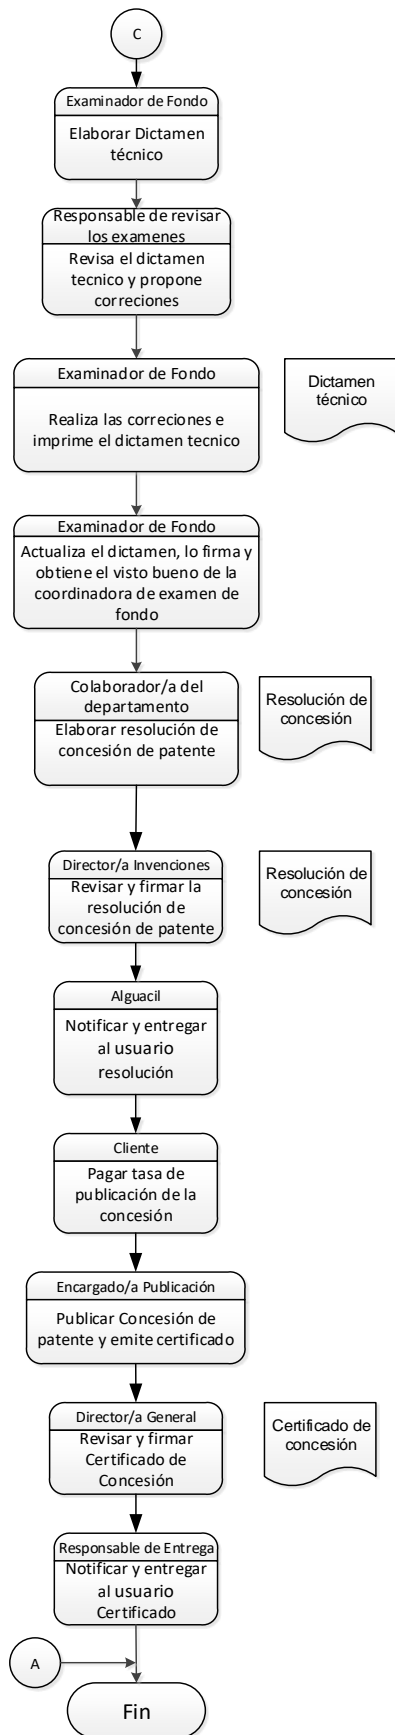 C
Examinador de Fondo
Elaborar Dictamen
técnico
Responsable de revisar
los examenes
Revisa el dictamen
tecnico y propone
correciones
Examinador de Fondo
Realiza las correciones e
imprime el dictamen tecnico
Dictamen
técnico
Examinador de Fondo
Actualiza el dictamen, lo firma y
obtiene el visto bueno de la
coordinadora de examen de
fondo
Colaborador/a del
departamento
Elaborar resolución de
concesión de patente
Resolución de
concesión
Director/a Invenciones
Revisar y firmar la
resolución de
concesión de patente
Resolución de
concesión
Alguacil
Notificar y entregar
al usuario
resolución
Cliente
Pagar tasa de
publicación de la
concesión
Encargado/a Publicación
Publicar Concesión de
patente y emite certificado
Director/a General
Revisar y firmar
Certificado de
Concesión
Certificado de
concesión
Responsable de Entrega
Notificar y entregar
al usuario
Certificado
A
Fin